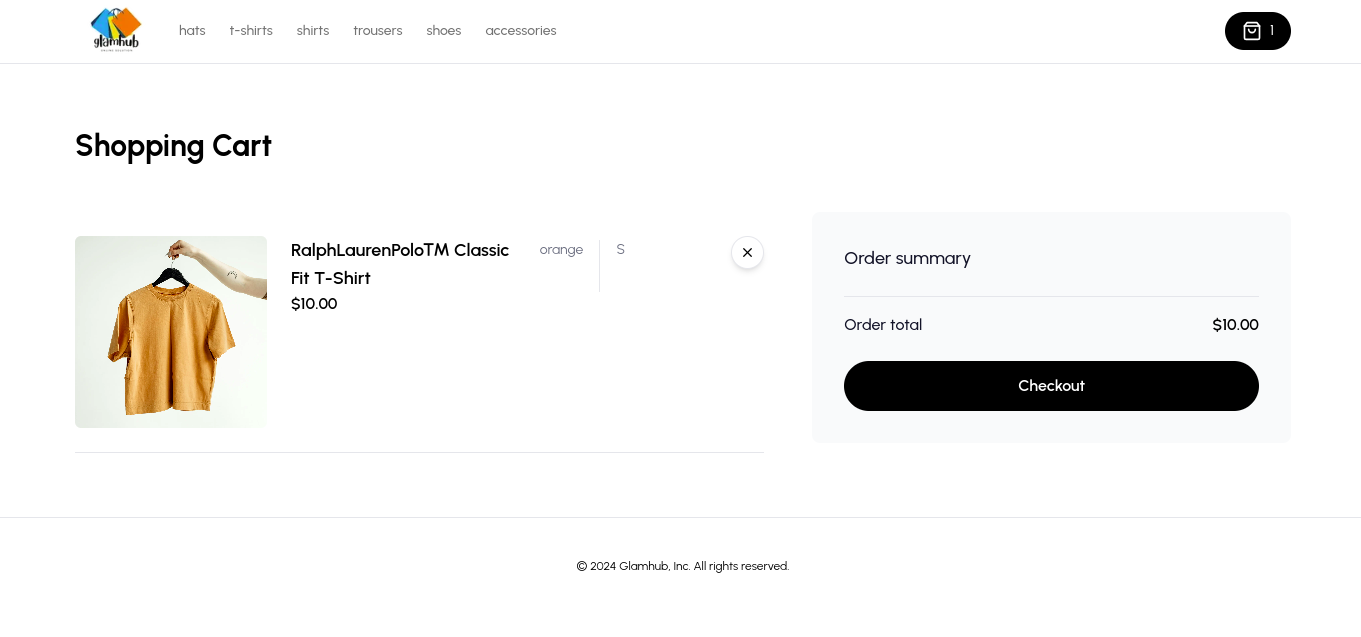 glamhub
hats t-shirts shirts trousers shoes accessories
1
Shopping Cart
RalphLaurenPolo™ Classic
Fit T-Shirt
orange S
$10.00
Order summary
Order total $10.00
Checkout
© 2024 Glamhub, Inc. All rights reserved.